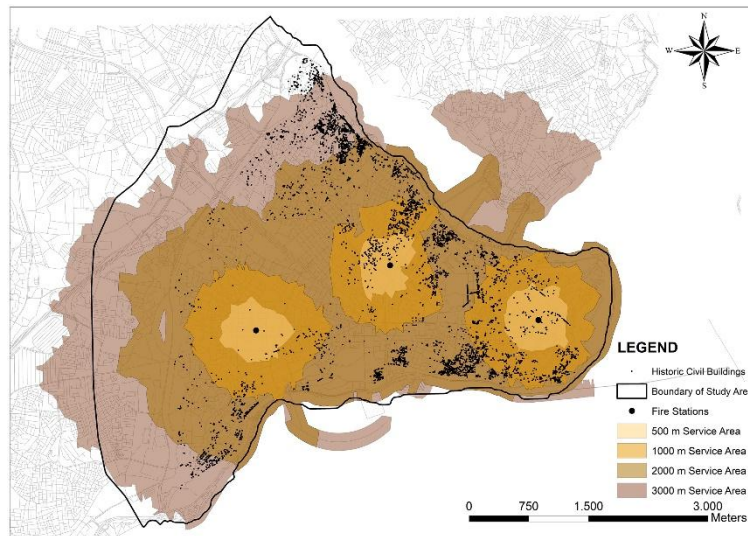 N
W E
S
LEGEND
Historic Civil Buildings
Boundary of Study Area
Fire Stations
500 m Service Area
1000 m Service Area
2000 m Service Area
3000 m Service Area
0 750 1.500 3.000
Meters